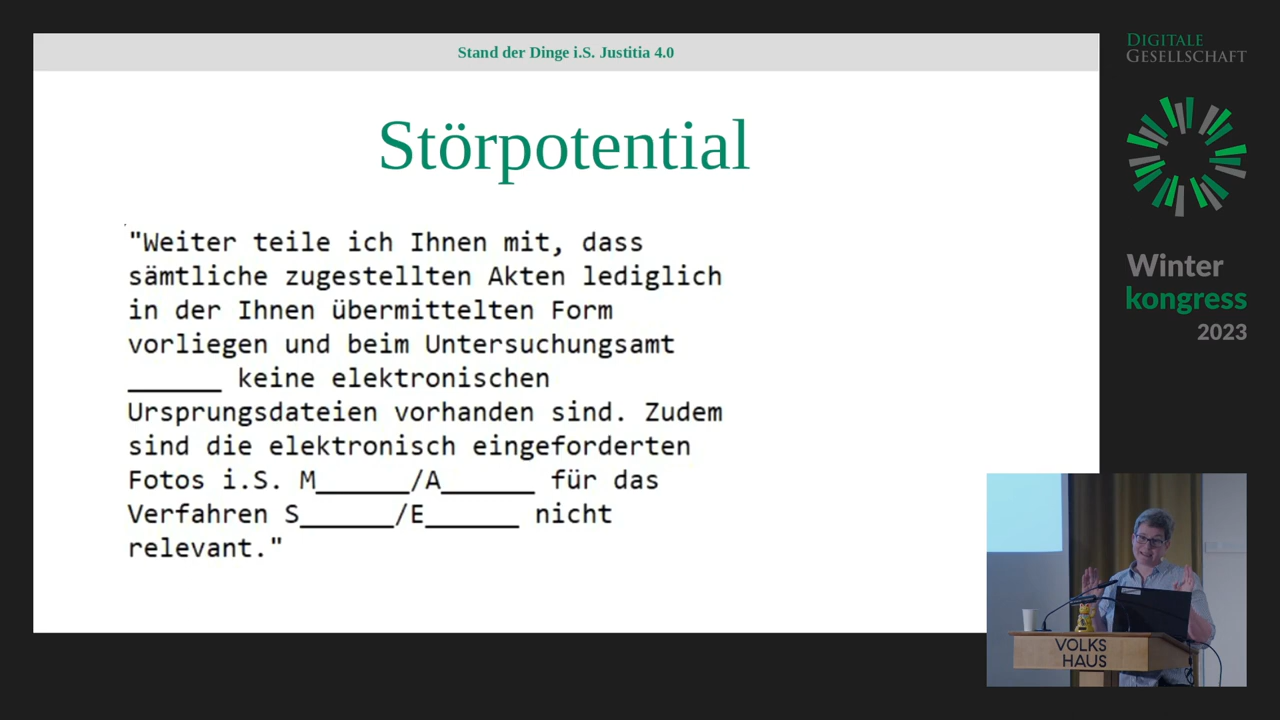 Stand der Dinge i.S. Justitia 4.0
DIGITALE
GESELLSCHAFT
Störpotential
"Weiter teile ich Ihnen mit, dass
sämtliche zugestellten Akten lediglich
in der Ihnen übermittelten Form
vorliegen und beim Untersuchungsamt
______ keine elektronischen
Ursprungsdateien vorhanden sind. Zudem
sind die elektronisch eingeforderten
Fotos i.S. M______/A______ für das
Verfahren S______/E______ nicht
relevant."
Winter
kongress
2023
VOLKS
HAUS